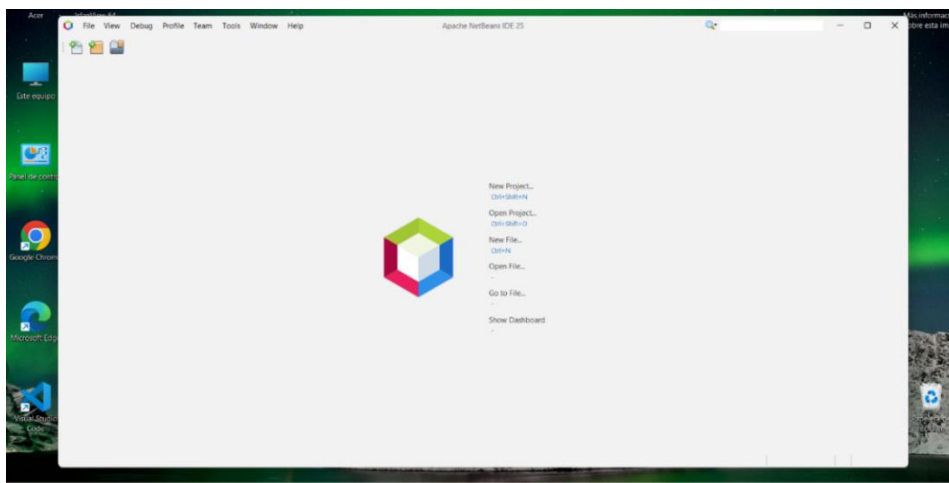 Acer
Más informac
obre esta im
File View Debug Profile Team Tools Window Help
Apache NetBeans IDE 25
Este equipo
Panel de contr
Google Chrom
Microsoft Edg
Visual Studio
Code
New Project...
Ctrl+Shift+N
Open Project...
Ctrl+Shift+O
New File...
Ctrl+N
Open File...
-
Go to File...
-
Show Dashboard
-